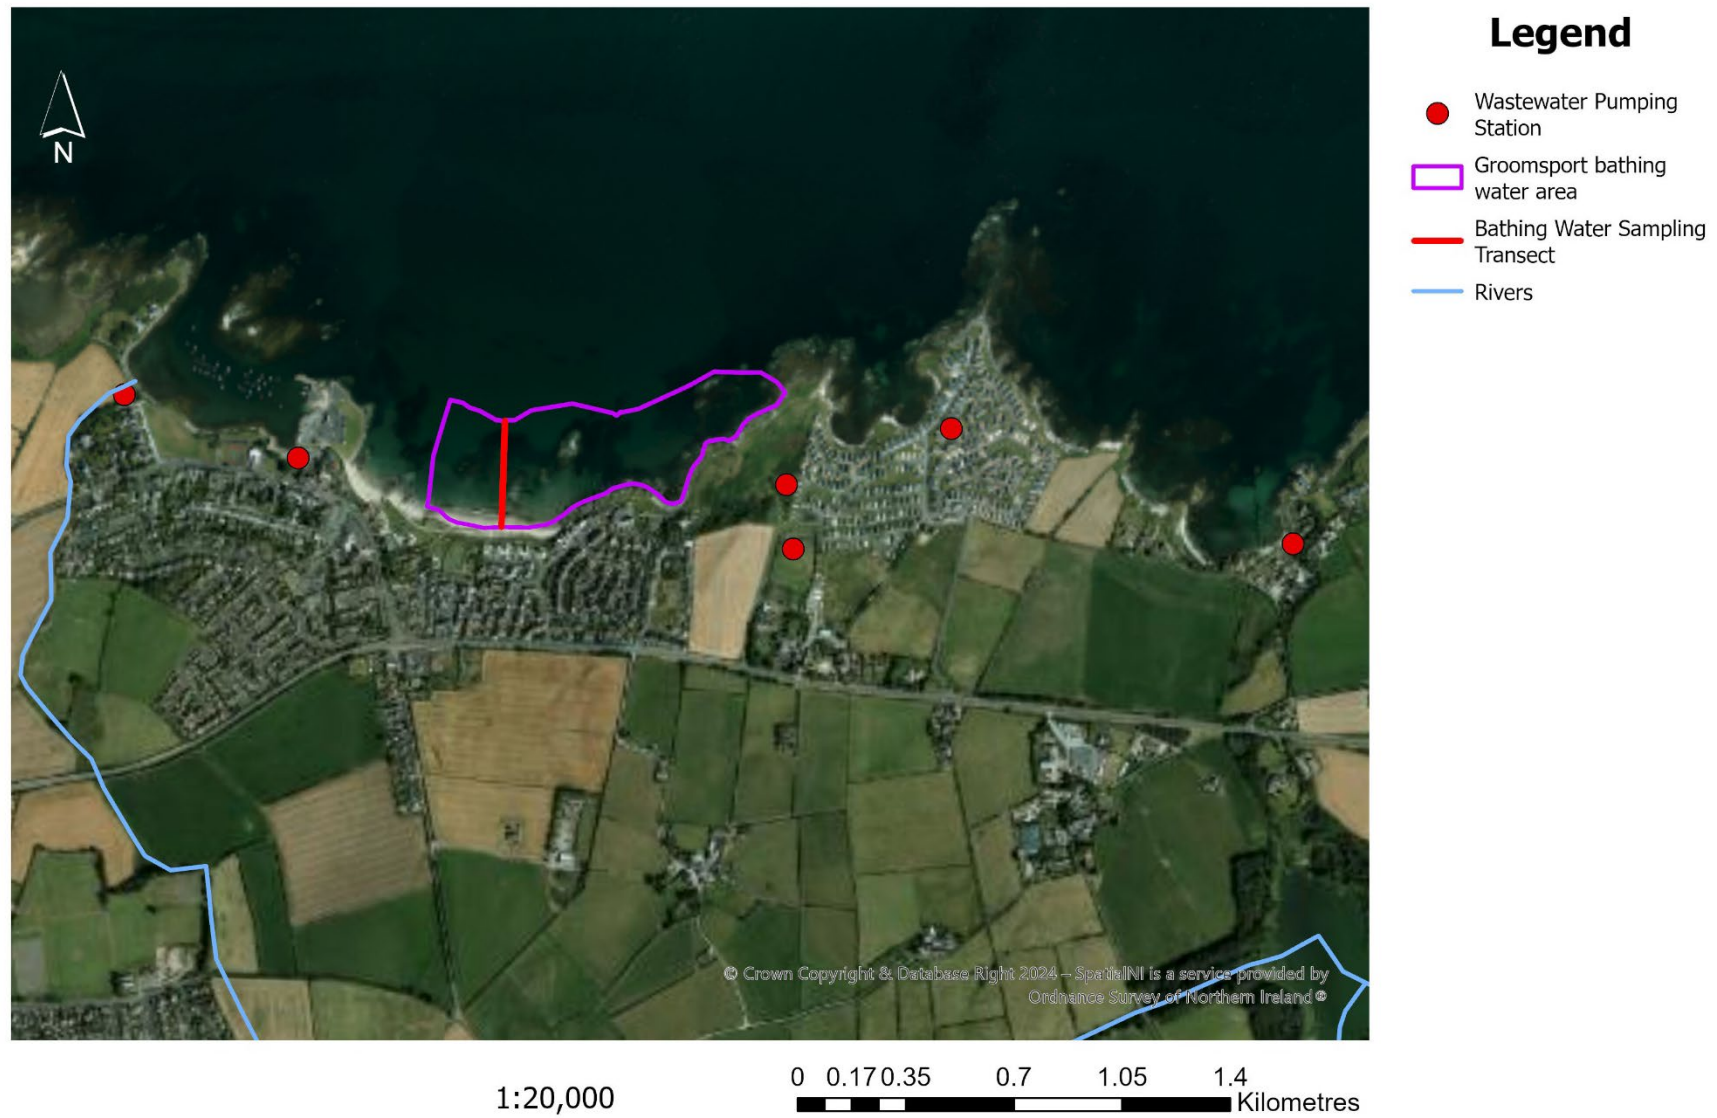 Legend
N
Wastewater Pumping
Station
Groomsport bathing
water area
Bathing Water Sampling
Transect
Rivers
© Crown Copyright & Database Right 2024 – SpatialNI is a service provided by
Ordnance Survey of Northern Ireland ®
1:20,000
0 0.17 0.35 0.7 1.05 1.4
Kilometres